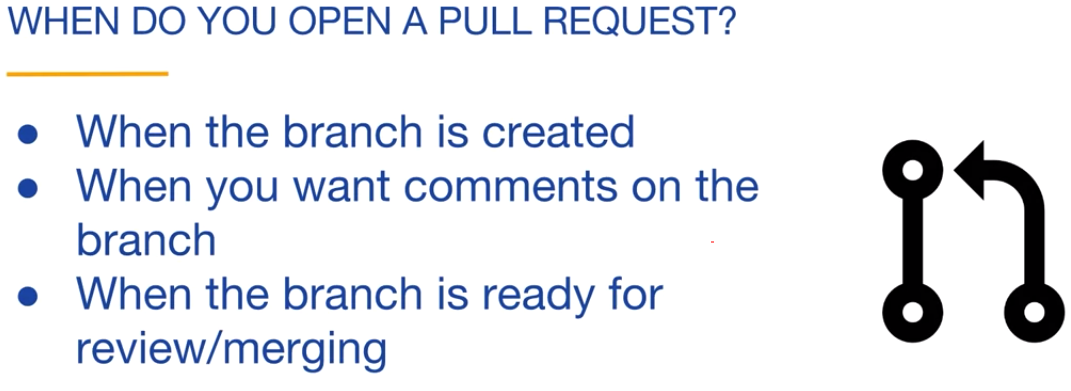 WHEN DO YOU OPEN A PULL REQUEST?
● When the branch is created
● When you want comments on the
branch
● When the branch is ready for
review/merging